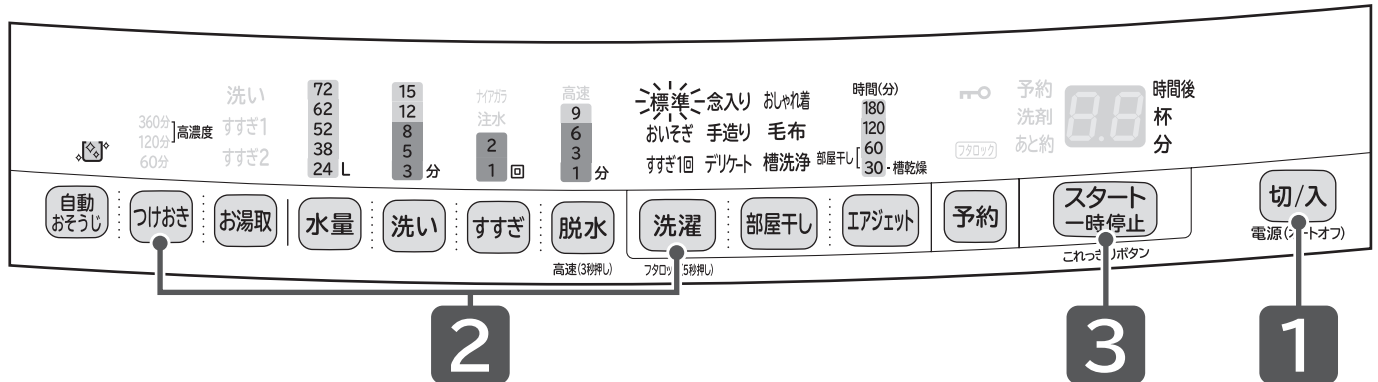 360分
120分
60分
高濃度
洗い
すすぎ1
すすぎ2
72
62
52
38
24 L
15
12
8
5
3 分
ナイアガラ
注水
2
1 回
高速
9
6
3
1 分
標準 念入り おしゃれ着
おいそぎ 手造り 毛布
すすぎ1回 デリケート 槽洗浄
時間(分)
180
120
部屋干し 60
30 - 槽乾燥
予約
洗剤
あと約
フタロック
8.8
時間後
杯
分
自動
おそうじ
つけおき
お湯取
水量
洗い
すすぎ
脱水
高速(3秒押し)
洗濯
フタロック(5秒押し)
部屋干し
エアジェット
予約
スタート
一時停止
これっきりボタン
切/入
電源(オートオフ)
2
3
1